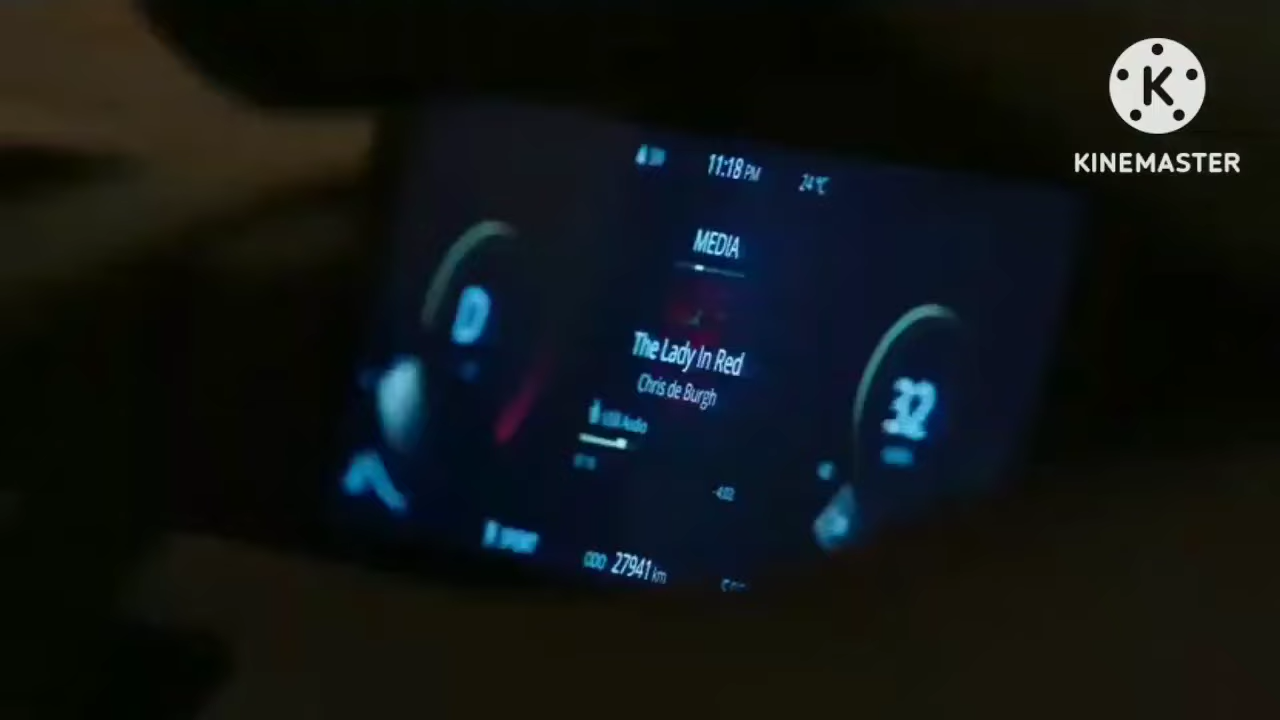 KINEMASTER
11:18 PM
24°C
MEDIA
The Lady In Red
Chris de Burgh
USB Audio
-4:02
32
ODO 27941 km